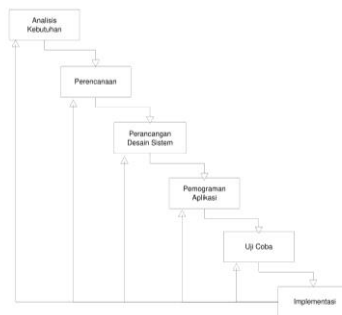 Analisis
Kebutuhan
Perencanaan
Perancangan
Desain Sistem
Pemograman
Aplikasi
Uji Coba
Implementasi